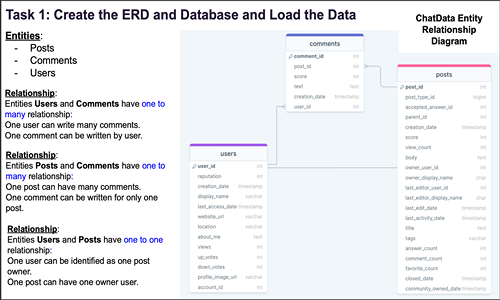 Task 1: Create the ERD and Database and Load the Data
ChatData Entity
Relationship
Diagram
Entities:
- Posts
- Comments
- Users
Relationship:
Entities Users and Comments have one to
many relationship:
One user can write many comments.
One comment can be written by user.
Relationship:
Entities Posts and Comments have one to
many relationship:
One post can have many comments.
One comment can be written for only one
post.
Relationship:
Entities Users and Posts have one to one
relationship:
One user can be identified as one post
owner.
One post can have one owner user.
comments
comment_id int
post_id int
score int
text text
creation_date timestamp
user_id int
users
user_id int
reputation int
creation_date timestamp
display_name varchar
last_access_date timestamp
website_url varchar
location varchar
about_me text
views int
up_votes int
down_votes int
profile_image_url varchar
account_id int
posts
post_id int
post_type_id bigint
accepted_answer_id int
parent_id int
creation_date timestamp
score int
view_count int
body text
owner_user_id int
owner_display_name char
last_editor_user_id int
last_editor_display_name char
last_edit_date timestamp
last_activity_date timestamp
title text
tags varchar
answer_count int
comment_count int
favorite_count int
closed_date timestamp
community_owned_date timestamp